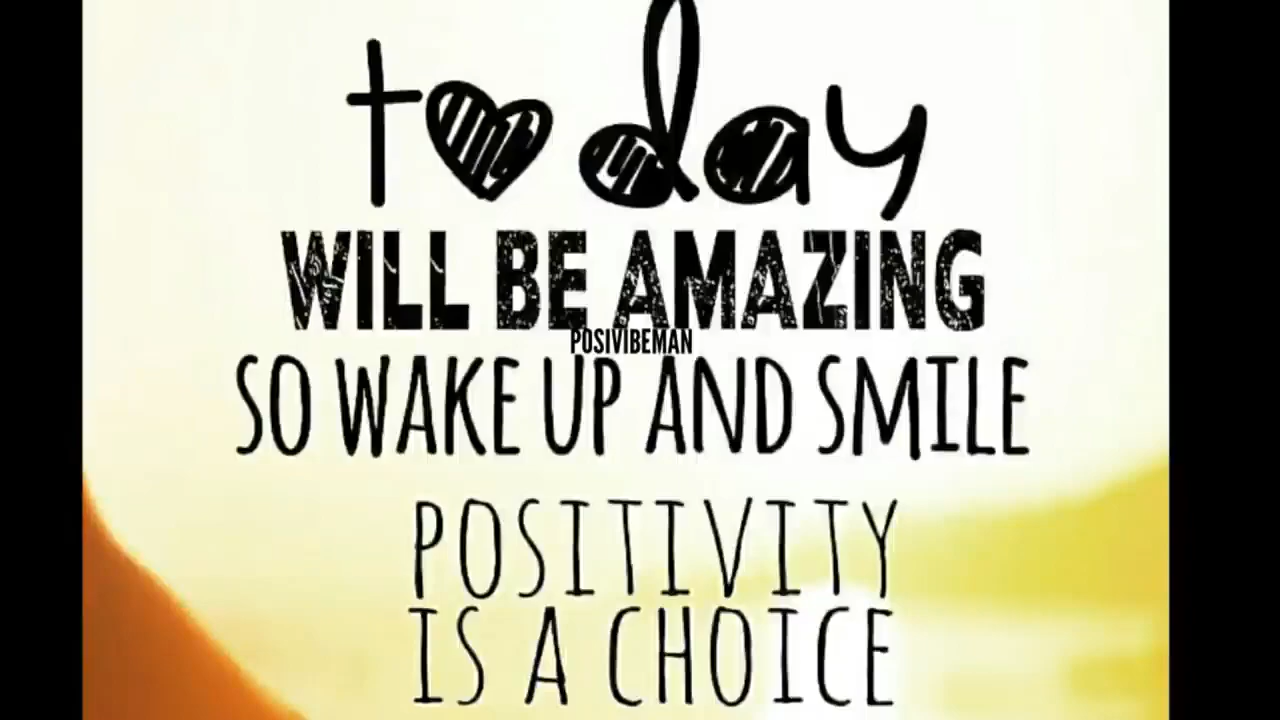 today
WILL BE AMAZING
POSIVIBEMAN
SO WAKE UP AND SMILE
POSITIVITY
IS A CHOICE